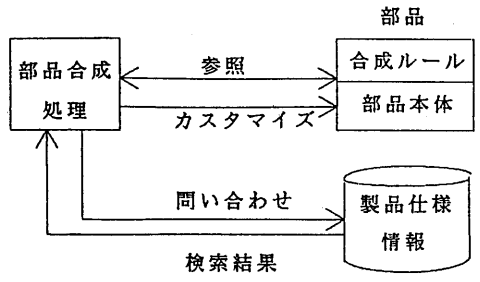 部品
部品合成
処理
参照
合成ルール
カスタマイズ
部品本体
問い合わせ
製品仕様
情報
検索結果